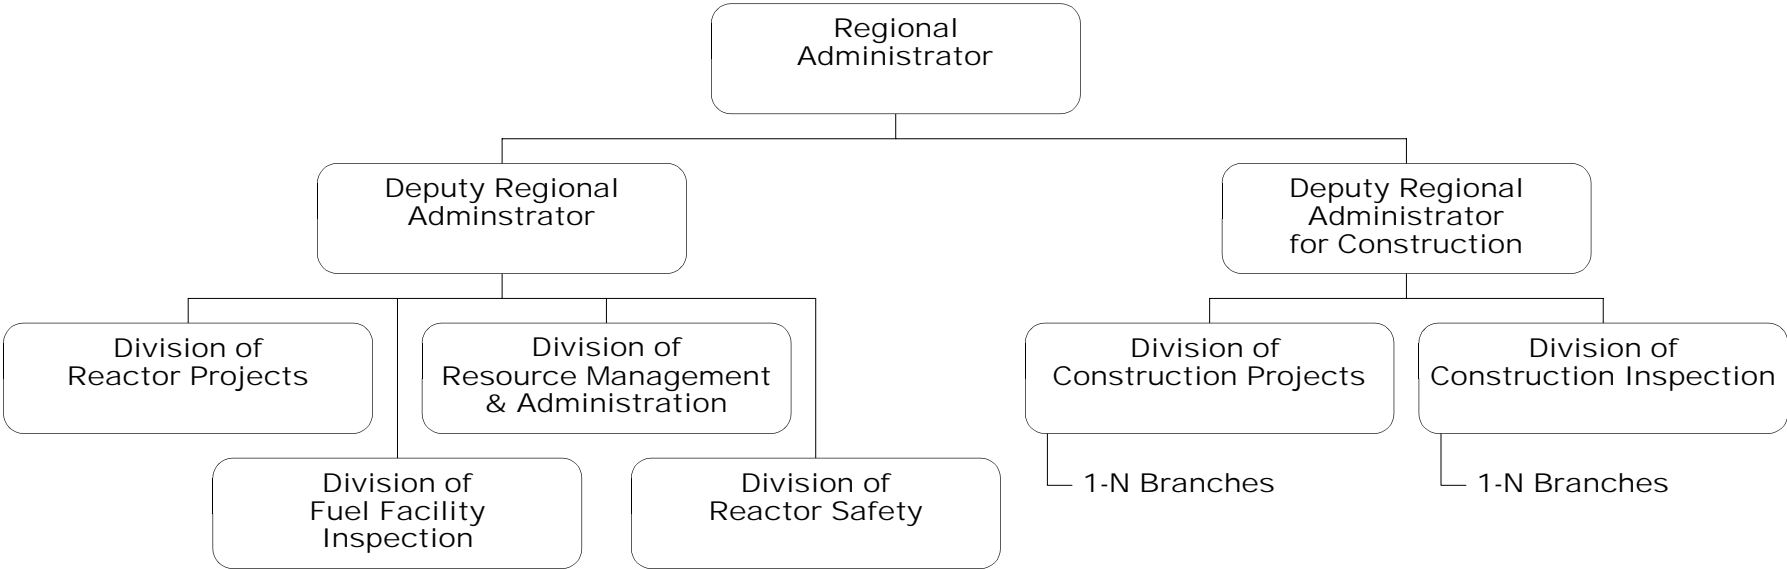 Regional
Administrator
Deputy Regional
Adminstrator
Deputy Regional
Administrator
for Construction
Division of
Reactor Projects
Division of
Resource Management
& Administration
Division of
Construction Projects
Division of
Construction Inspection
Division of
Fuel Facility
Inspection
Division of
Reactor Safety
1-N Branches
1-N Branches